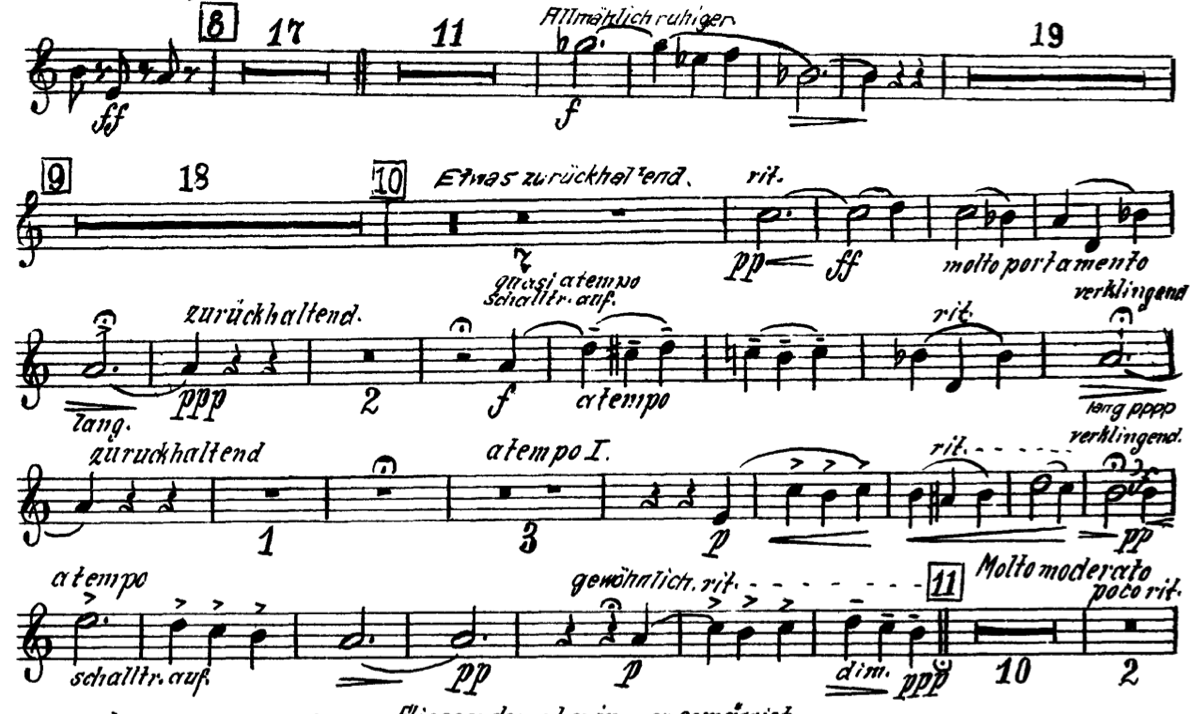 8 17 11 Allmählich ruhiger 19
ff f
9 18 10 Etwas zurückhaltend. rit.
7 pp ff molto portamento
quasi a tempo
schalltr. auf. verklingend
zurückhaltend. rit.
ppp 2 f a tempo
lang. lang pppp
zuruckhaltend a tempo I. rit. verklingend.
1 3 p pp
a tempo gewöhnlich. rit. 11 Molto moderato
poco rit.
schalltr. auf. pp p dim. ppp 10 2